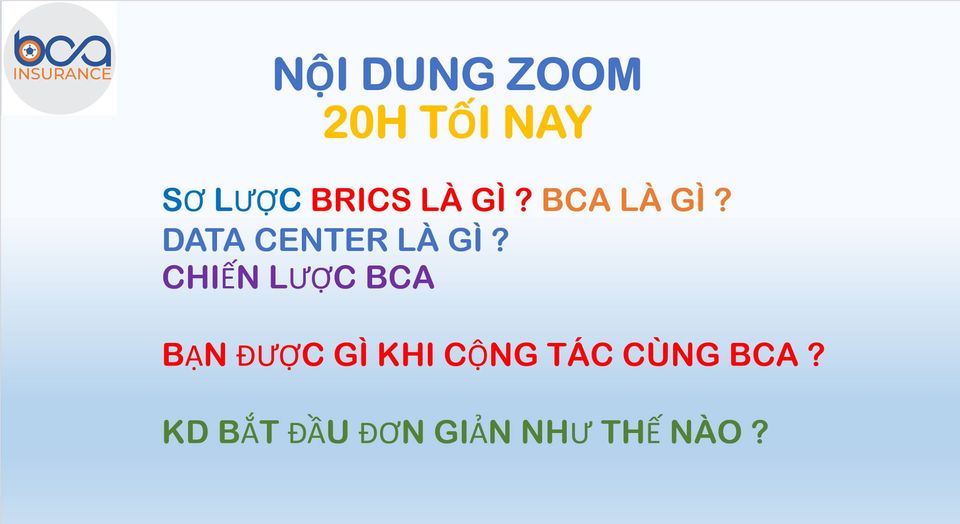 bca
INSURANCE
NỘI DUNG ZOOM
20H TỐI NAY
SƠ LƯỢC BRICS LÀ GÌ? BCA LÀ GÌ?
DATA CENTER LÀ GÌ?
CHIẾN LƯỢC BCA
BẠN ĐƯỢC GÌ KHI CỘNG TÁC CÙNG BCA?
KD BẮT ĐẦU ĐƠN GIẢN NHƯ THẾ NÀO?